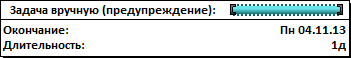 Задача вручную (предупреждение):
Окончание: Пн 04.11.13
Длительность: 1д